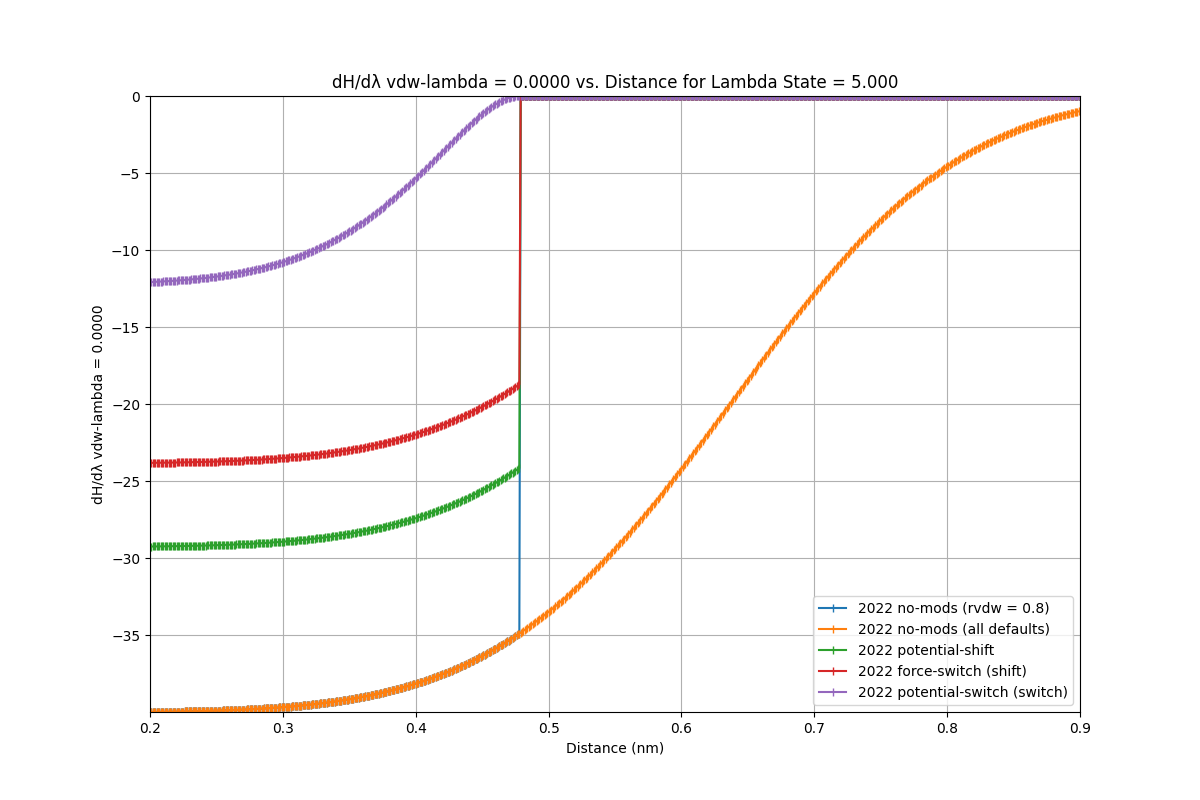 dH/dλ vdw-lambda = 0.0000 vs. Distance for Lambda State = 5.000
dH/dλ vdw-lambda = 0.0000
0
−5
−10
−15
−20
−25
−30
−35
0.2
0.3
0.4
0.5
0.6
0.7
0.8
0.9
Distance (nm)
2022 no-mods (rvdw = 0.8)
2022 no-mods (all defaults)
2022 potential-shift
2022 force-switch (shift)
2022 potential-switch (switch)